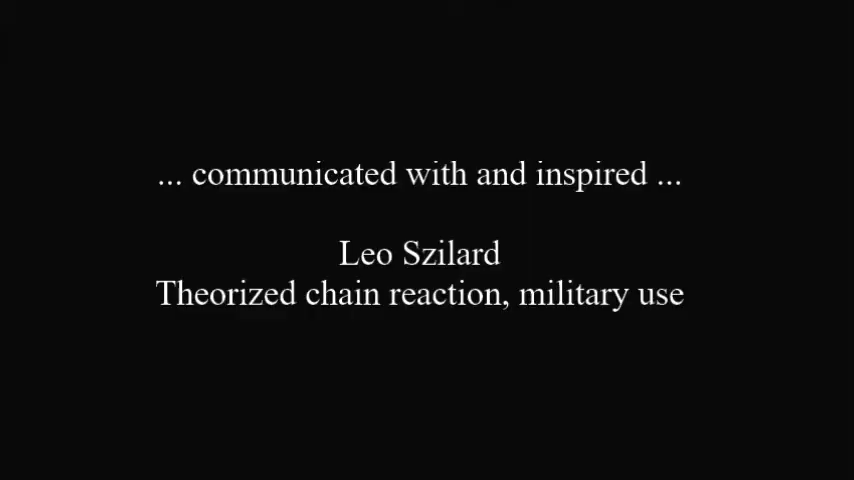 ... communicated with and inspired ...
Leo Szilard
Theorized chain reaction, military use